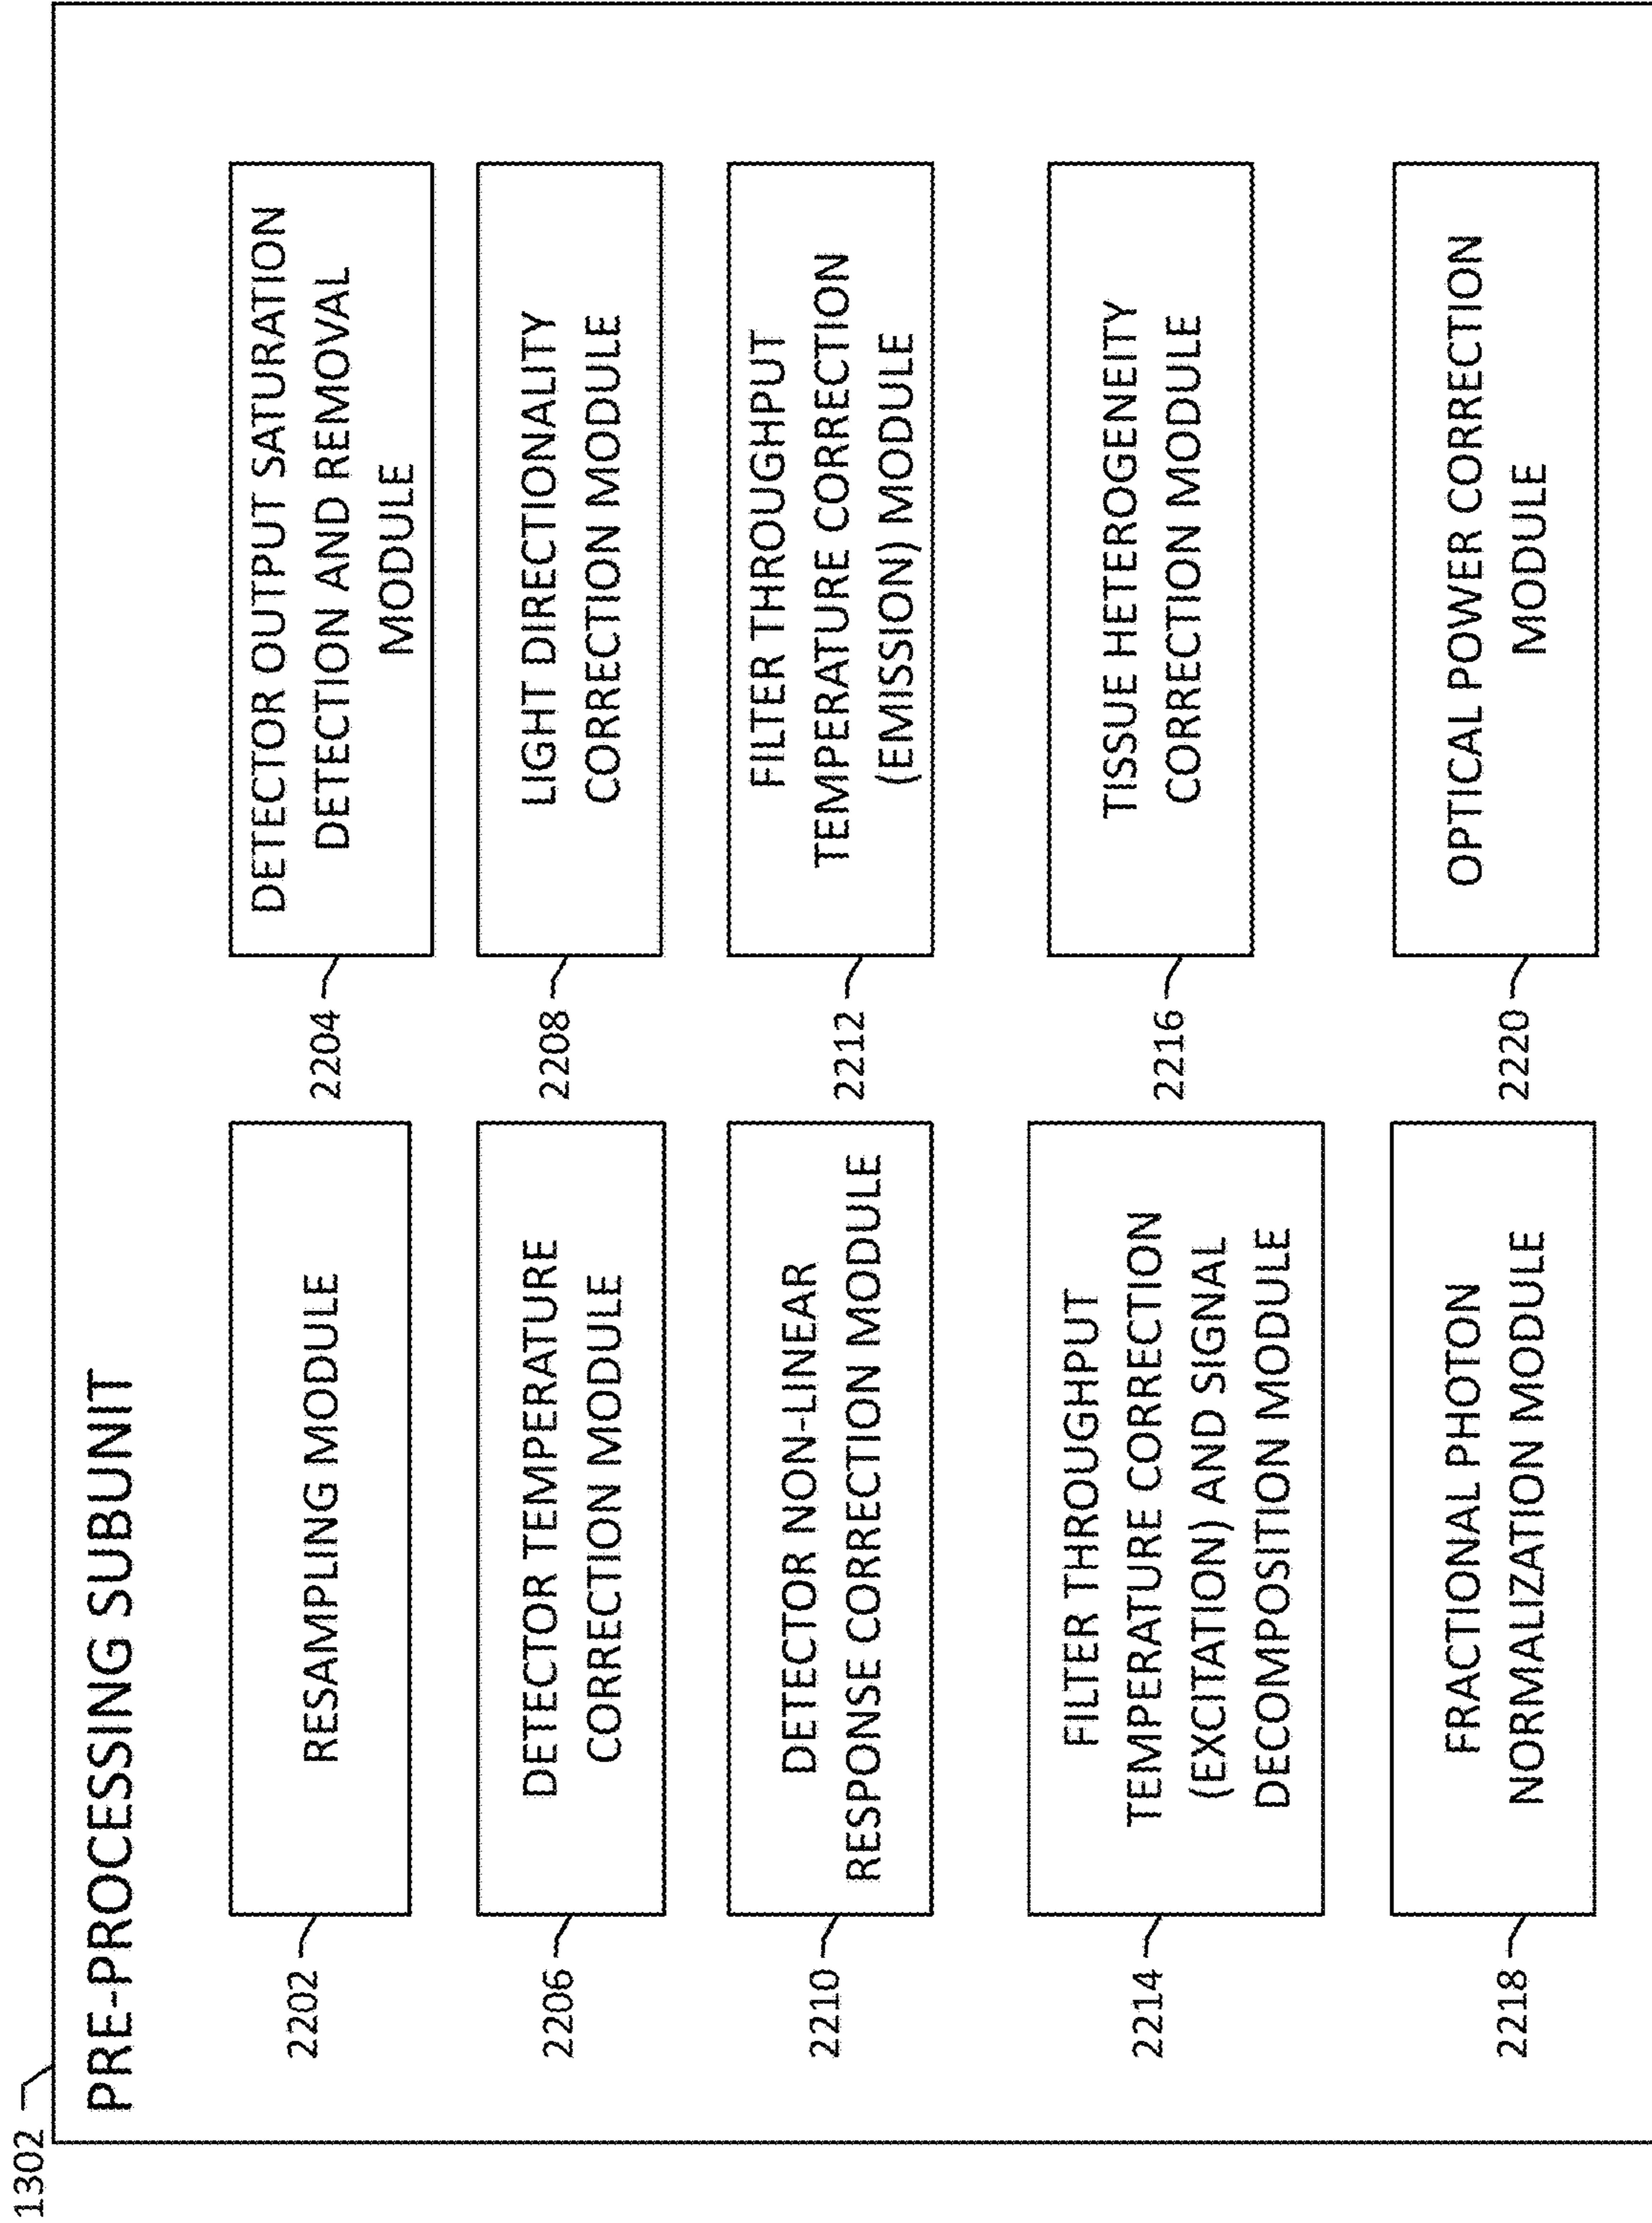 1302
PRE-PROCESSING SUBUNIT
2202
RESAMPLING MODULE
2204
DETECTOR OUTPUT SATURATION
DETECTION AND REMOVAL
MODULE
2206
DETECTOR TEMPERATURE
CORRECTION MODULE
2208
LIGHT DIRECTIONALITY
CORRECTION MODULE
2210
DETECTOR NON-LINEAR
RESPONSE CORRECTION MODULE
2212
FILTER THROUGHPUT
TEMPERATURE CORRECTION
(EMISSION) MODULE
2214
FILTER THROUGHPUT
TEMPERATURE CORRECTION
(EXCITATION) AND SIGNAL
DECOMPOSITION MODULE
2216
TISSUE HETEROGENEITY
CORRECTION MODULE
2218
FRACTIONAL PHOTON
NORMALIZATION MODULE
2220
OPTICAL POWER CORRECTION
MODULE